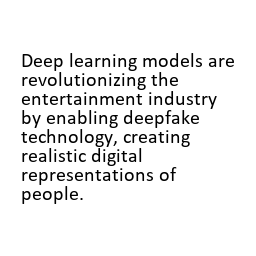 Deep learning models are
revolutionizing the
entertainment industry
by enabling deepfake
technology, creating
realistic digital
representations of
people.